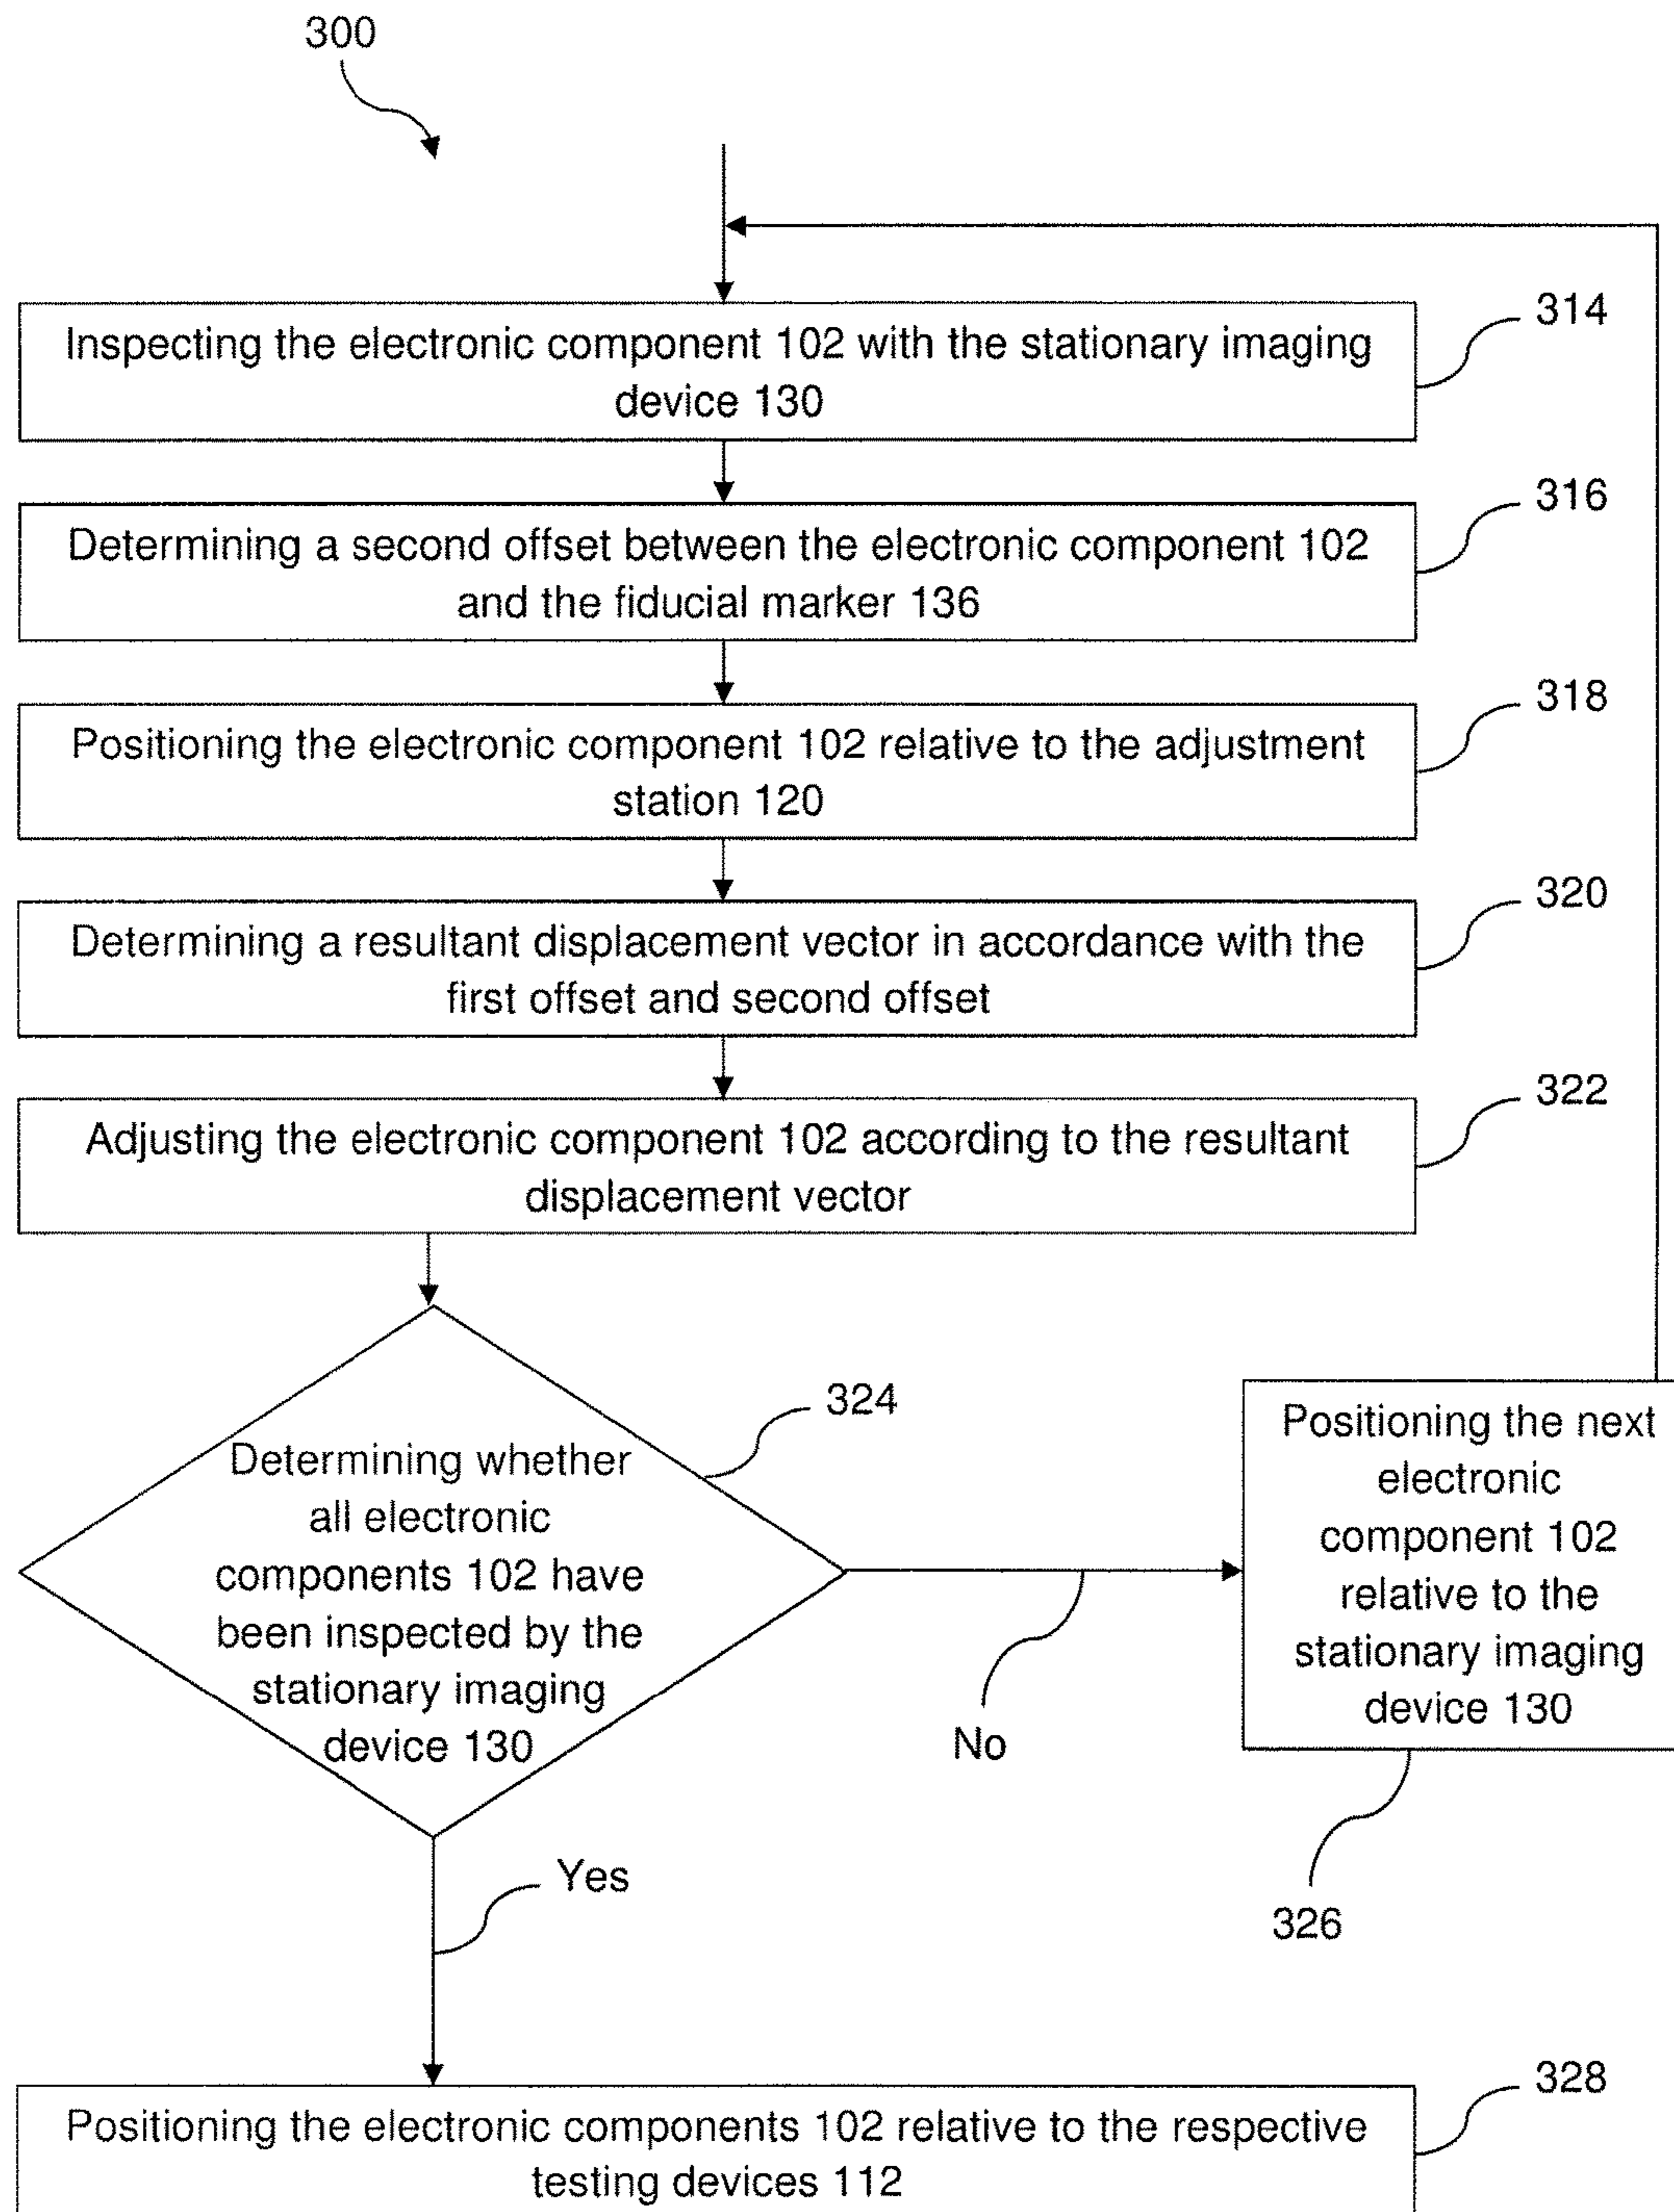 300
Inspecting the electronic component 102 with the stationary imaging
device 130
314
Determining a second offset between the electronic component 102
and the fiducial marker 136
316
Positioning the electronic component 102 relative to the adjustment
station 120
318
Determining a resultant displacement vector in accordance with the
first offset and second offset
320
Adjusting the electronic component 102 according to the resultant
displacement vector
322
Determining whether
all electronic
components 102 have
been inspected by the
stationary imaging
device 130
324
No
Positioning the next
electronic
component 102
relative to the
stationary imaging
device 130
326
Yes
Positioning the electronic components 102 relative to the respective
testing devices 112
328